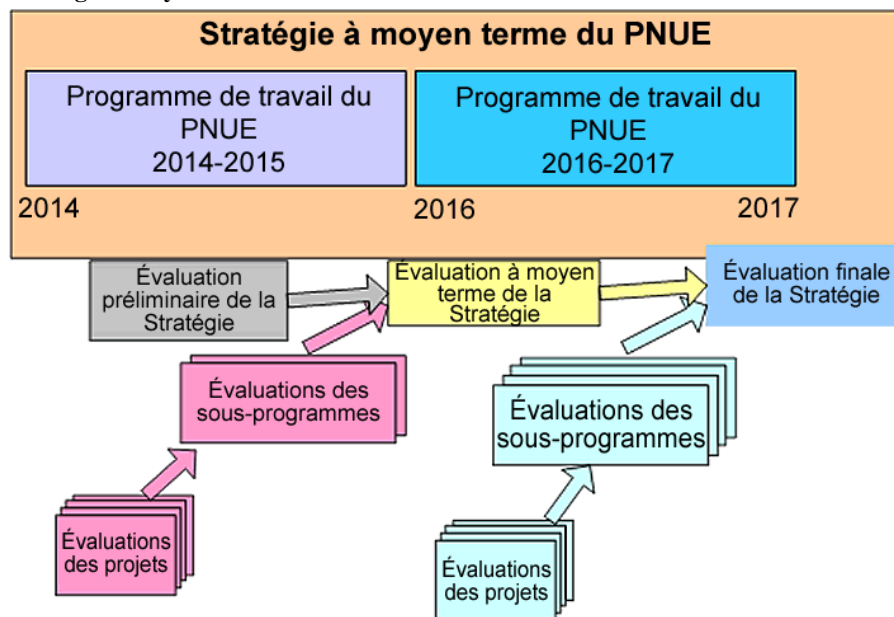 Stratégie à moyen terme du PNUE
Programme de travail du
PNUE
2014-2015
Programme de travail du
PNUE
2016-2017
2014
2016
2017
Évaluation
préliminaire de la
Stratégie
Évaluation à moyen
terme de la
Stratégie
Évaluation finale
de la Stratégie
Évaluations des
sous-programmes
Évaluations des
sous-programmes
Évaluations
des projets
Évaluations
des projets